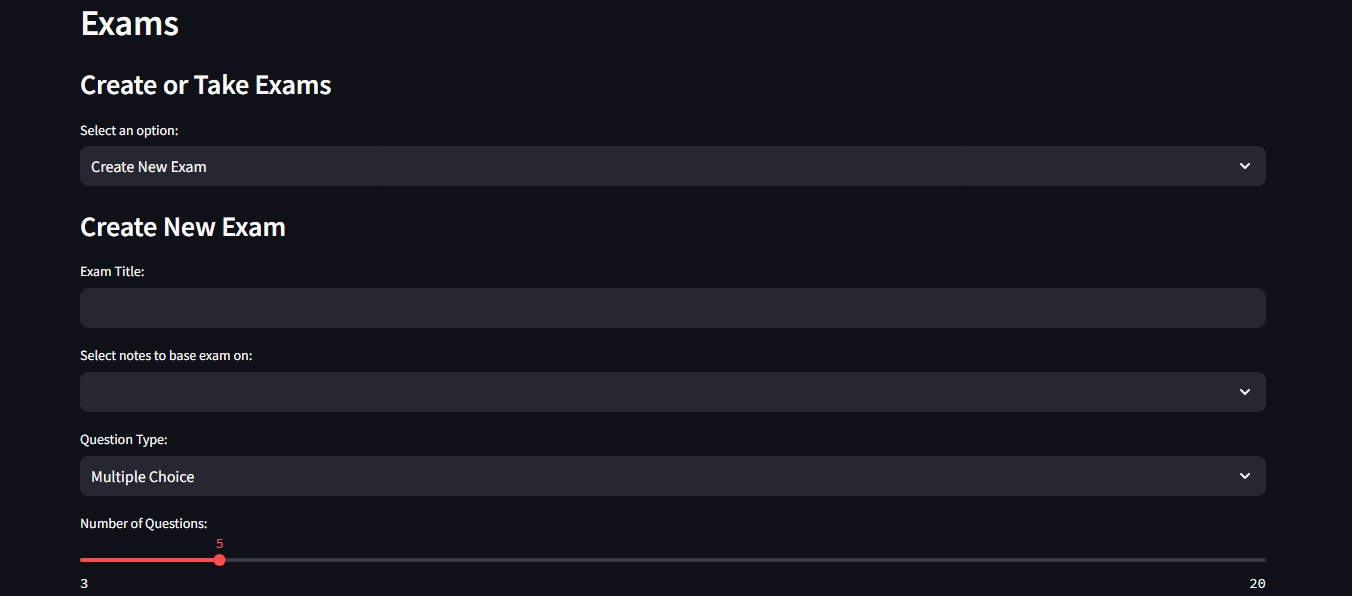 Exams
Create or Take Exams
Select an option:
Create New Exam
Create New Exam
Exam Title:
Select notes to base exam on:
Question Type:
Multiple Choice
Number of Questions:
5
3 20